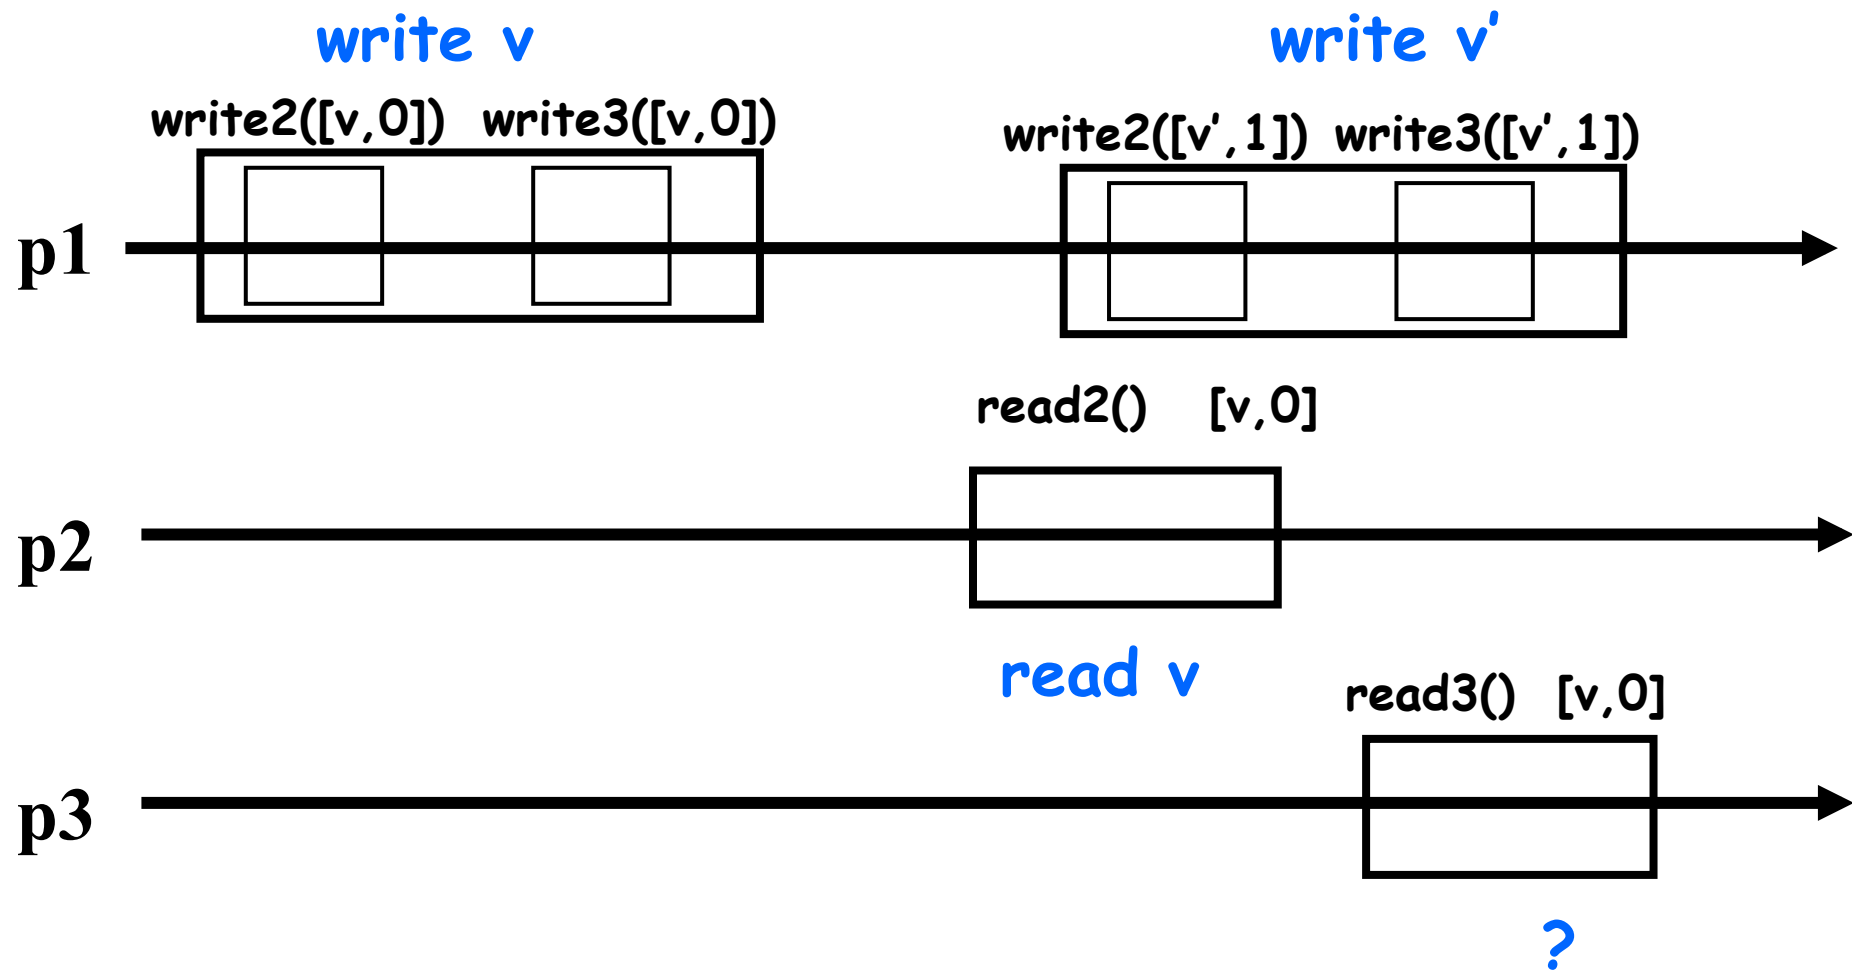 write v write v'
write2([v,0]) write3([v,0]) write2([v',1]) write3([v',1])
p1
read2() [v,0]
p2
read v
read3() [v,0]
p3
?